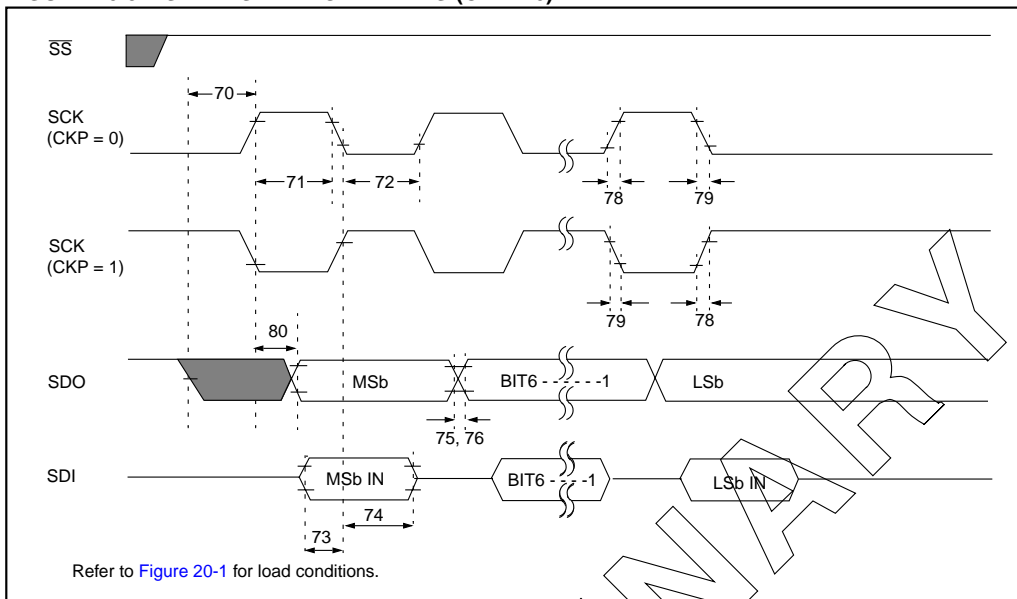 SS
70
SCK
(CKP = 0)
71
72
78
79
SCK
(CKP = 1)
79
78
80
SDO
MSb
BIT6 - - - - - -1
LSb
75, 76
SDI
MSb IN
BIT6 - - - - -1
LSb IN
74
73
Refer to Figure 20-1 for load conditions.
NARY